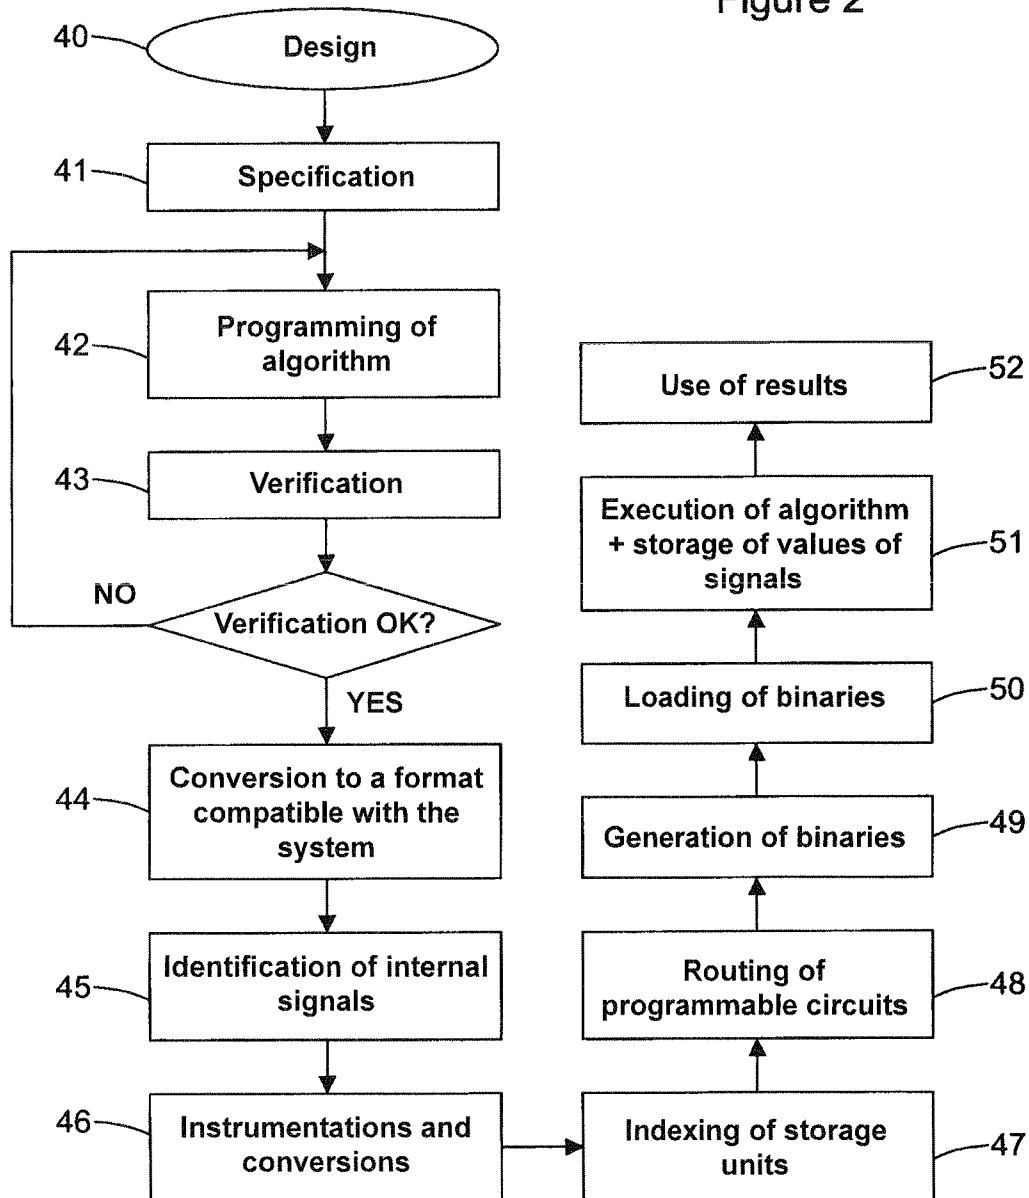 Figure 2
40
Design
41
Specification
42
Programming of
algorithm
43
Verification
NO
Verification OK?
YES
44
Conversion to a format
compatible with the
system
45
Identification of internal
signals
46
Instrumentations and
conversions
52
Use of results
51
Execution of algorithm
+ storage of values of
signals
50
Loading of binaries
49
Generation of binaries
48
Routing of
programmable circuits
47
Indexing of storage
units